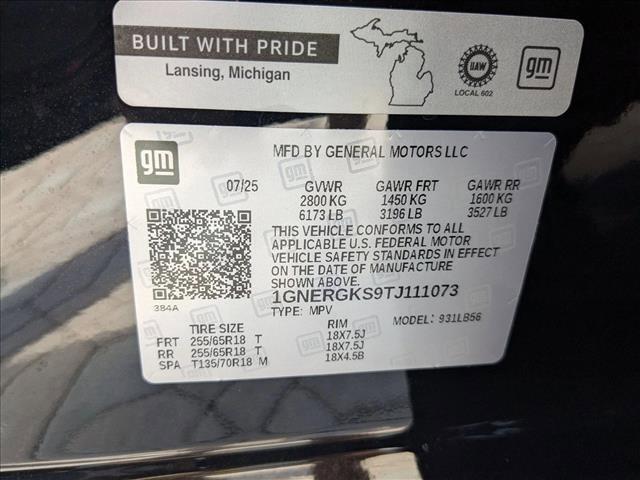 BUILT WITH PRIDE
Lansing, Michigan
UAW
LOCAL 602
gm
gm
MFD BY GENERAL MOTORS LLC
07/25 GVWR GAWR FRT GAWR RR
2800 KG 1450 KG 1600 KG
6173 LB 3196 LB 3527 LB
THIS VEHICLE CONFORMS TO ALL
APPLICABLE U.S. FEDERAL MOTOR
VEHICLE SAFETY STANDARDS IN EFFECT
ON THE DATE OF MANUFACTURE
SHOWN ABOVE.
1GNERGKS9TJ111073
384A
TYPE: MPV MODEL: 931LB56
TIRE SIZE RIM
FRT 255/65R18 T 18X7.5J
RR 255/65R18 T 18X7.5J
SPA T135/70R18 M 18X4.5B